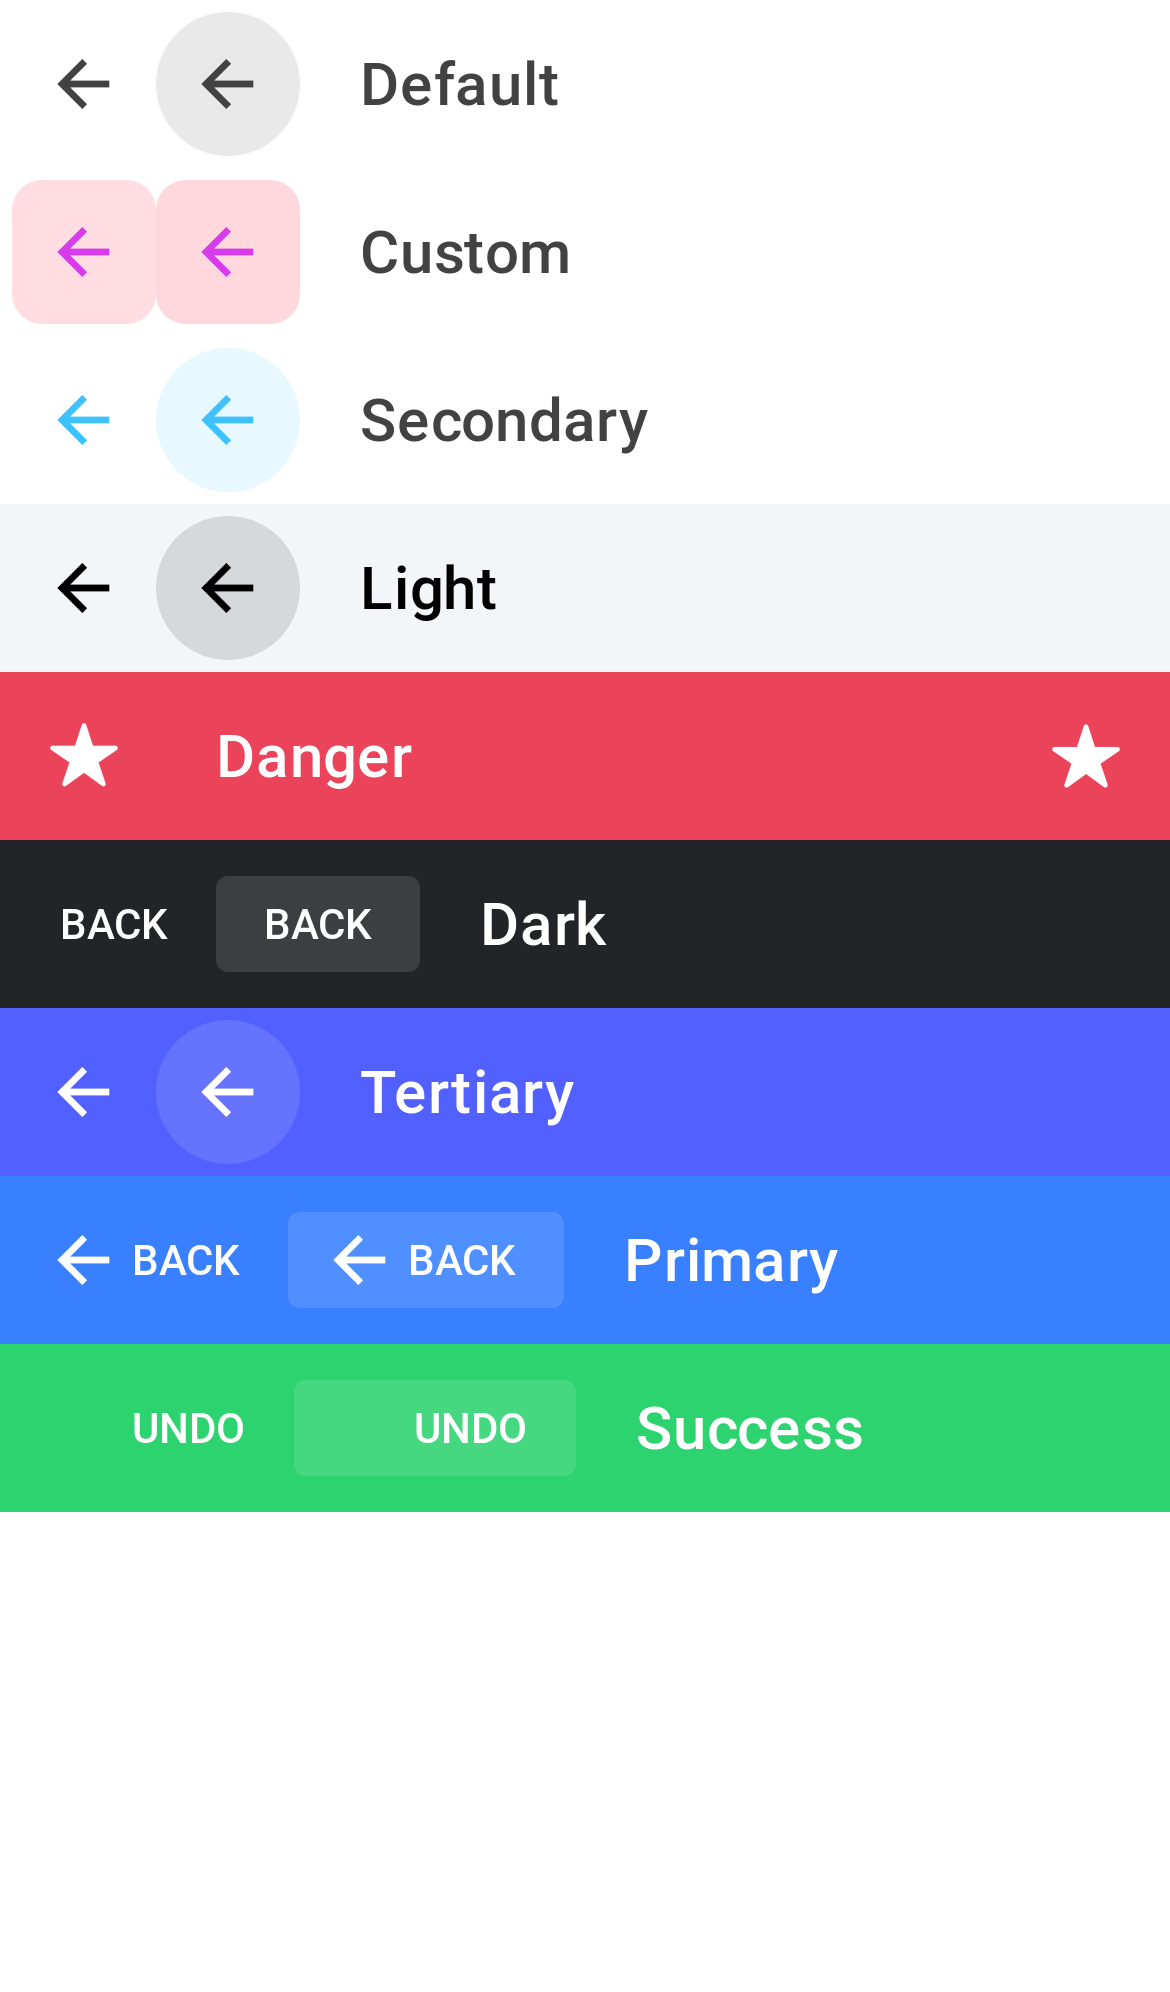 Default
Custom
Secondary
Light
Danger
BACK BACK Dark
Tertiary
BACK BACK Primary
UNDO UNDO Success